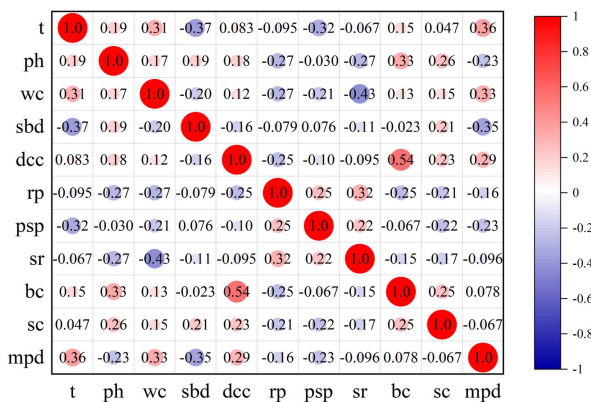 t 1.0 0.19 0.31 -0.37 0.083 -0.095 -0.32 -0.067 0.15 0.047 0.36
ph 0.19 1.0 0.17 0.19 0.18 -0.27 -0.030 -0.27 0.33 0.26 -0.23
wc 0.31 0.17 1.0 -0.20 0.12 -0.27 -0.21 -0.43 0.13 0.15 0.33
sbd -0.37 0.19 -0.20 1.0 -0.16 -0.079 0.076 -0.11 -0.023 0.21 -0.35
dcc 0.083 0.18 0.12 -0.16 1.0 -0.25 -0.10 -0.095 0.54 0.23 0.29
rp -0.095 -0.27 -0.27 -0.079 -0.25 1.0 0.25 0.32 -0.25 -0.21 -0.16
psp -0.32 -0.030 -0.21 0.076 -0.10 0.25 1.0 0.22 -0.067 -0.22 -0.23
sr -0.067 -0.27 -0.43 -0.11 -0.095 0.32 0.22 1.0 -0.15 -0.17 -0.096
bc 0.15 0.33 0.13 -0.023 0.54 -0.25 -0.067 -0.15 1.0 0.25 0.078
sc 0.047 0.26 0.15 0.21 0.23 -0.21 -0.22 -0.17 0.25 1.0 -0.067
mpd 0.36 -0.23 0.33 -0.35 0.29 -0.16 -0.23 -0.096 0.078 -0.067 1.0
t ph wc sbd dcc rp psp sr bc sc mpd
1
0.8
0.6
0.4
0.2
0
-0.2
-0.4
-0.6
-0.8
-1